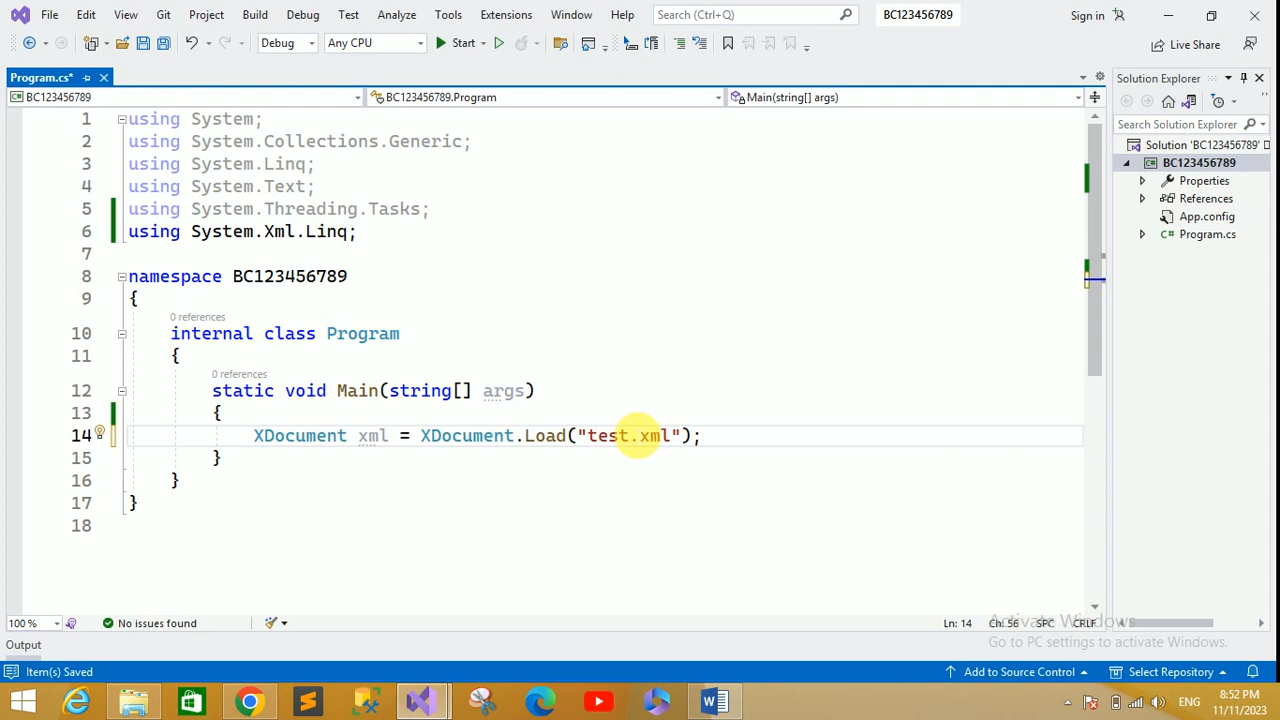 File Edit View Git Project Build Debug Test Analyze Tools Extensions Window Help Search (Ctrl+Q) BC123456789 Sign in
Debug Any CPU Start Live Share
Program.cs*
BC123456789 BC123456789.Program Main(string[] args)
1 using System;
2 using System.Collections.Generic;
3 using System.Linq;
4 using System.Text;
5 using System.Threading.Tasks;
6 using System.Xml.Linq;
7
8 namespace BC123456789
9 {
0 references
10 internal class Program
11 {
0 references
12 static void Main(string[] args)
13 {
14 XDocument xml = XDocument.Load("test.xml");
15 }
16 }
17 }
18
100 % No issues found Ln: 14 Ch: 56 SPC CRLF
Output
Item(s) Saved Add to Source Control Select Repository
Solution Explorer
Search Solution Explorer
Solution 'BC123456789'
BC123456789
Properties
References
App.config
Program.cs
Activate Windows
Go to PC settings to activate Windows.
ENG
8:52 PM
11/11/2023